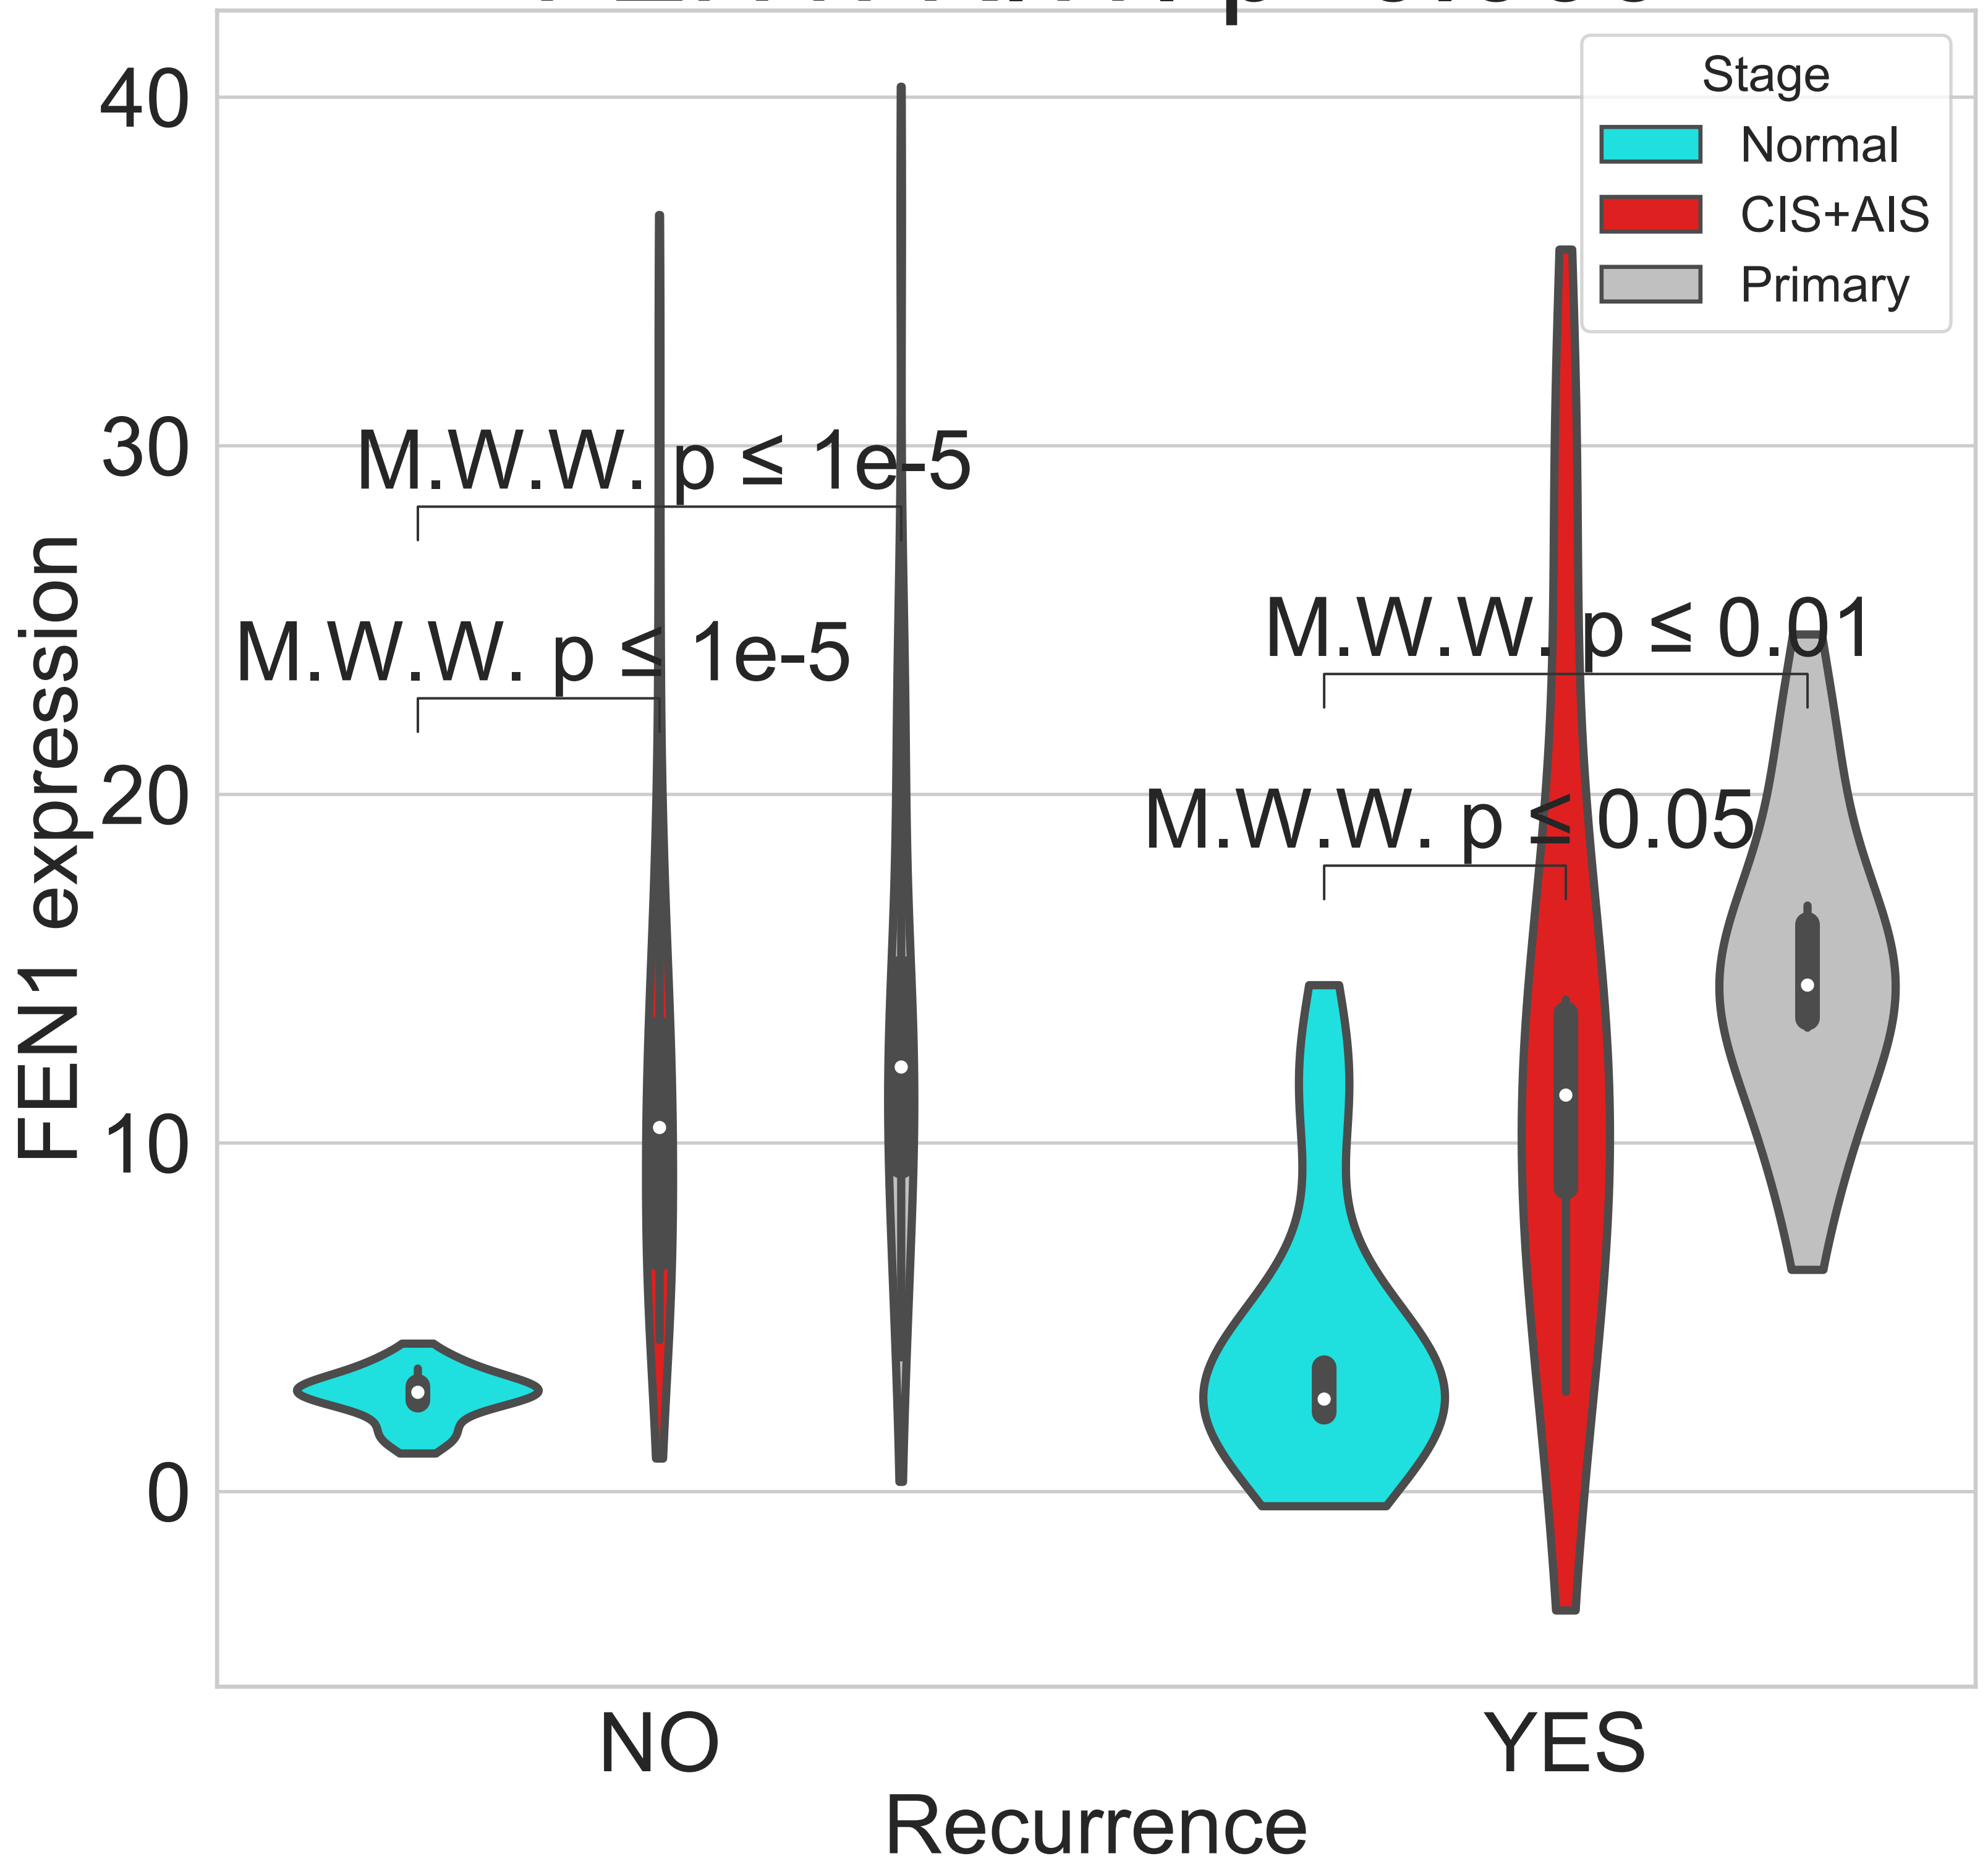 Stage
Normal
CIS+AIS
Primary
40
30
20
10
0
FEN1 expression
M.W.W. p ≤ 1e-5
M.W.W. p ≤ 1e-5
M.W.W. p ≤ 0.01
M.W.W. p ≤ 0.05
NO
YES
Recurrence